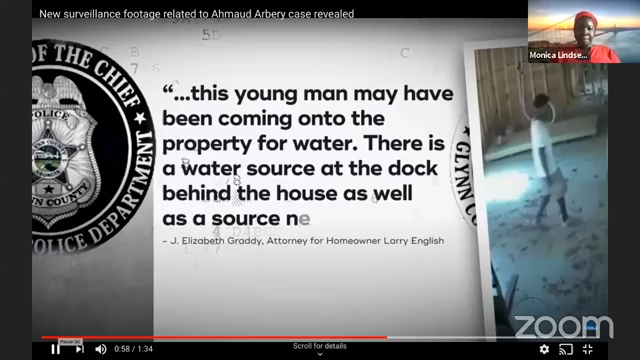 New surveillance footage related to Ahmaud Arbery case revealed
Monica Lindse...
OF THE CHIEF
POLICE
GLYNN COUNTY
POLICE DEPARTMENT
“...this young man may have
been coming onto the
property for water. There is
a water source at the dock
behind the house as well
as a source ne
- J. Elizabeth Graddy, Attorney for Homeowner Larry English
GLYNN
Pause (k)
0:58 / 1:34
Scroll for details
zoom